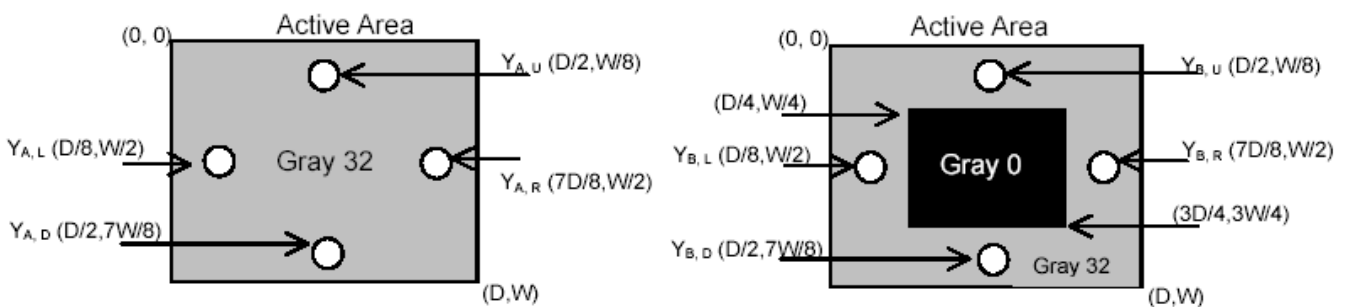 Active Area
(0, 0)
YA, U (D/2,W/8)
YA, L (D/8,W/2)
Gray 32
YA, R (7D/8,W/2)
YA, D (D/2,7W/8)
(D,W)
Active Area
(0, 0)
YB, U (D/2,W/8)
(D/4,W/4)
YB, L (D/8,W/2)
Gray 0
YB, R (7D/8,W/2)
(3D/4,3W/4)
YB, D (D/2,7W/8)
Gray 32
(D,W)